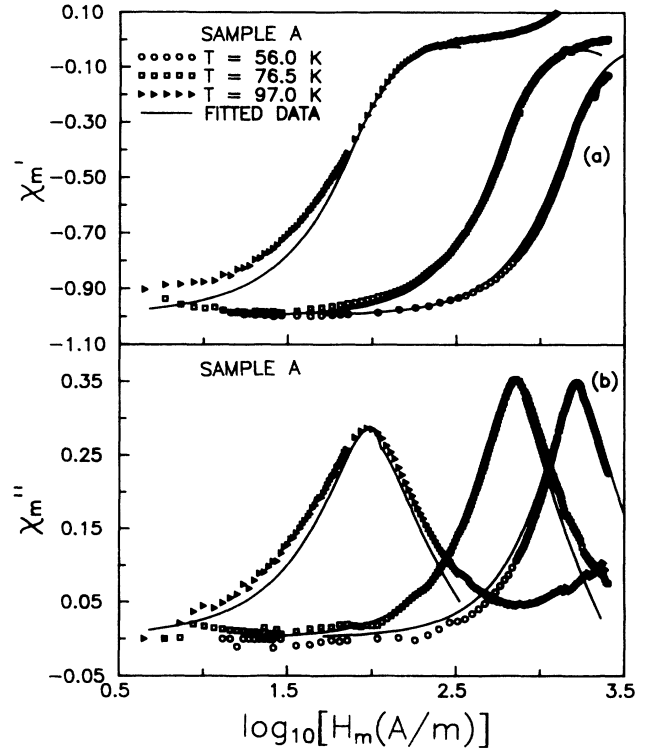 0.10
SAMPLE A
T = 56.0 K
T = 76.5 K
T = 97.0 K
FITTED DATA
-0.10
-0.30
-0.50
-0.70
-0.90
-1.10
χm'
(a)
SAMPLE A
(b)
0.35
0.25
0.15
0.05
-0.05
χm''
0.5
1.5
2.0
2.5
3.5
log10[Hm(A/m)]